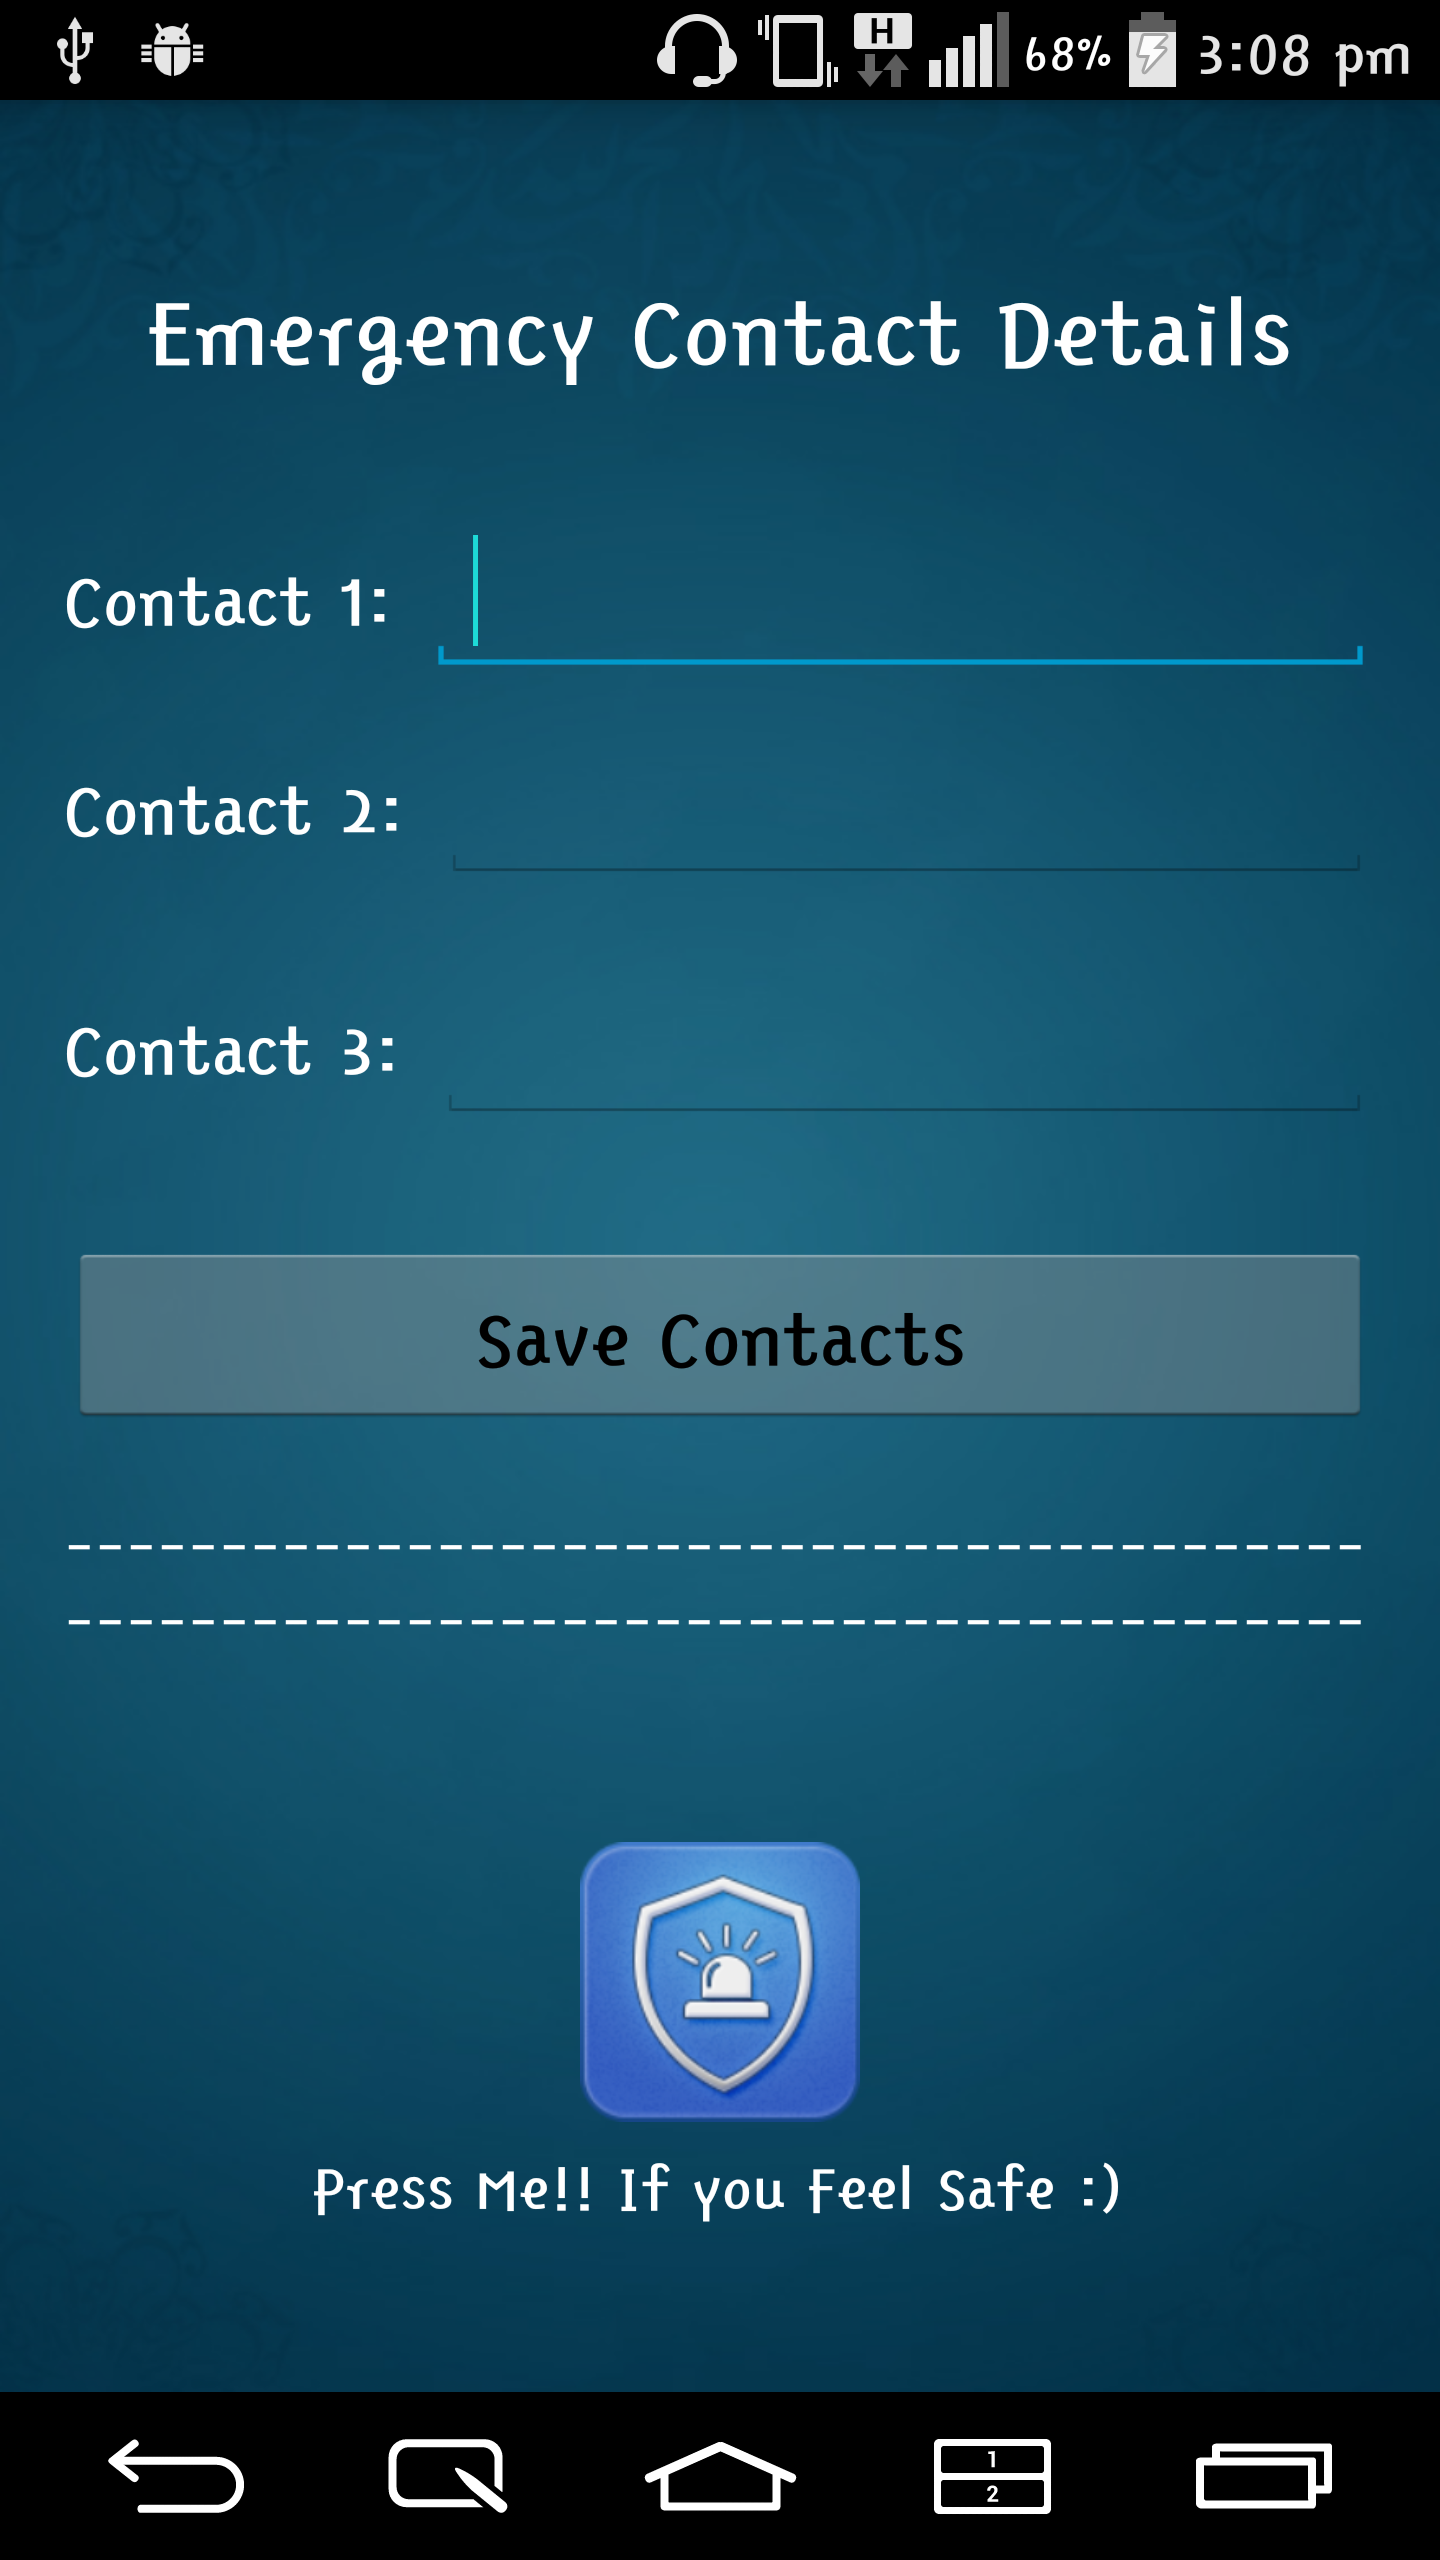 H 68% 3:08 pm
Emergency Contact Details
Contact 1:
Contact 2:
Contact 3:
Save Contacts
------------------------------------------
------------------------------------------
Press Me!! If you Feel Safe :)
1
2